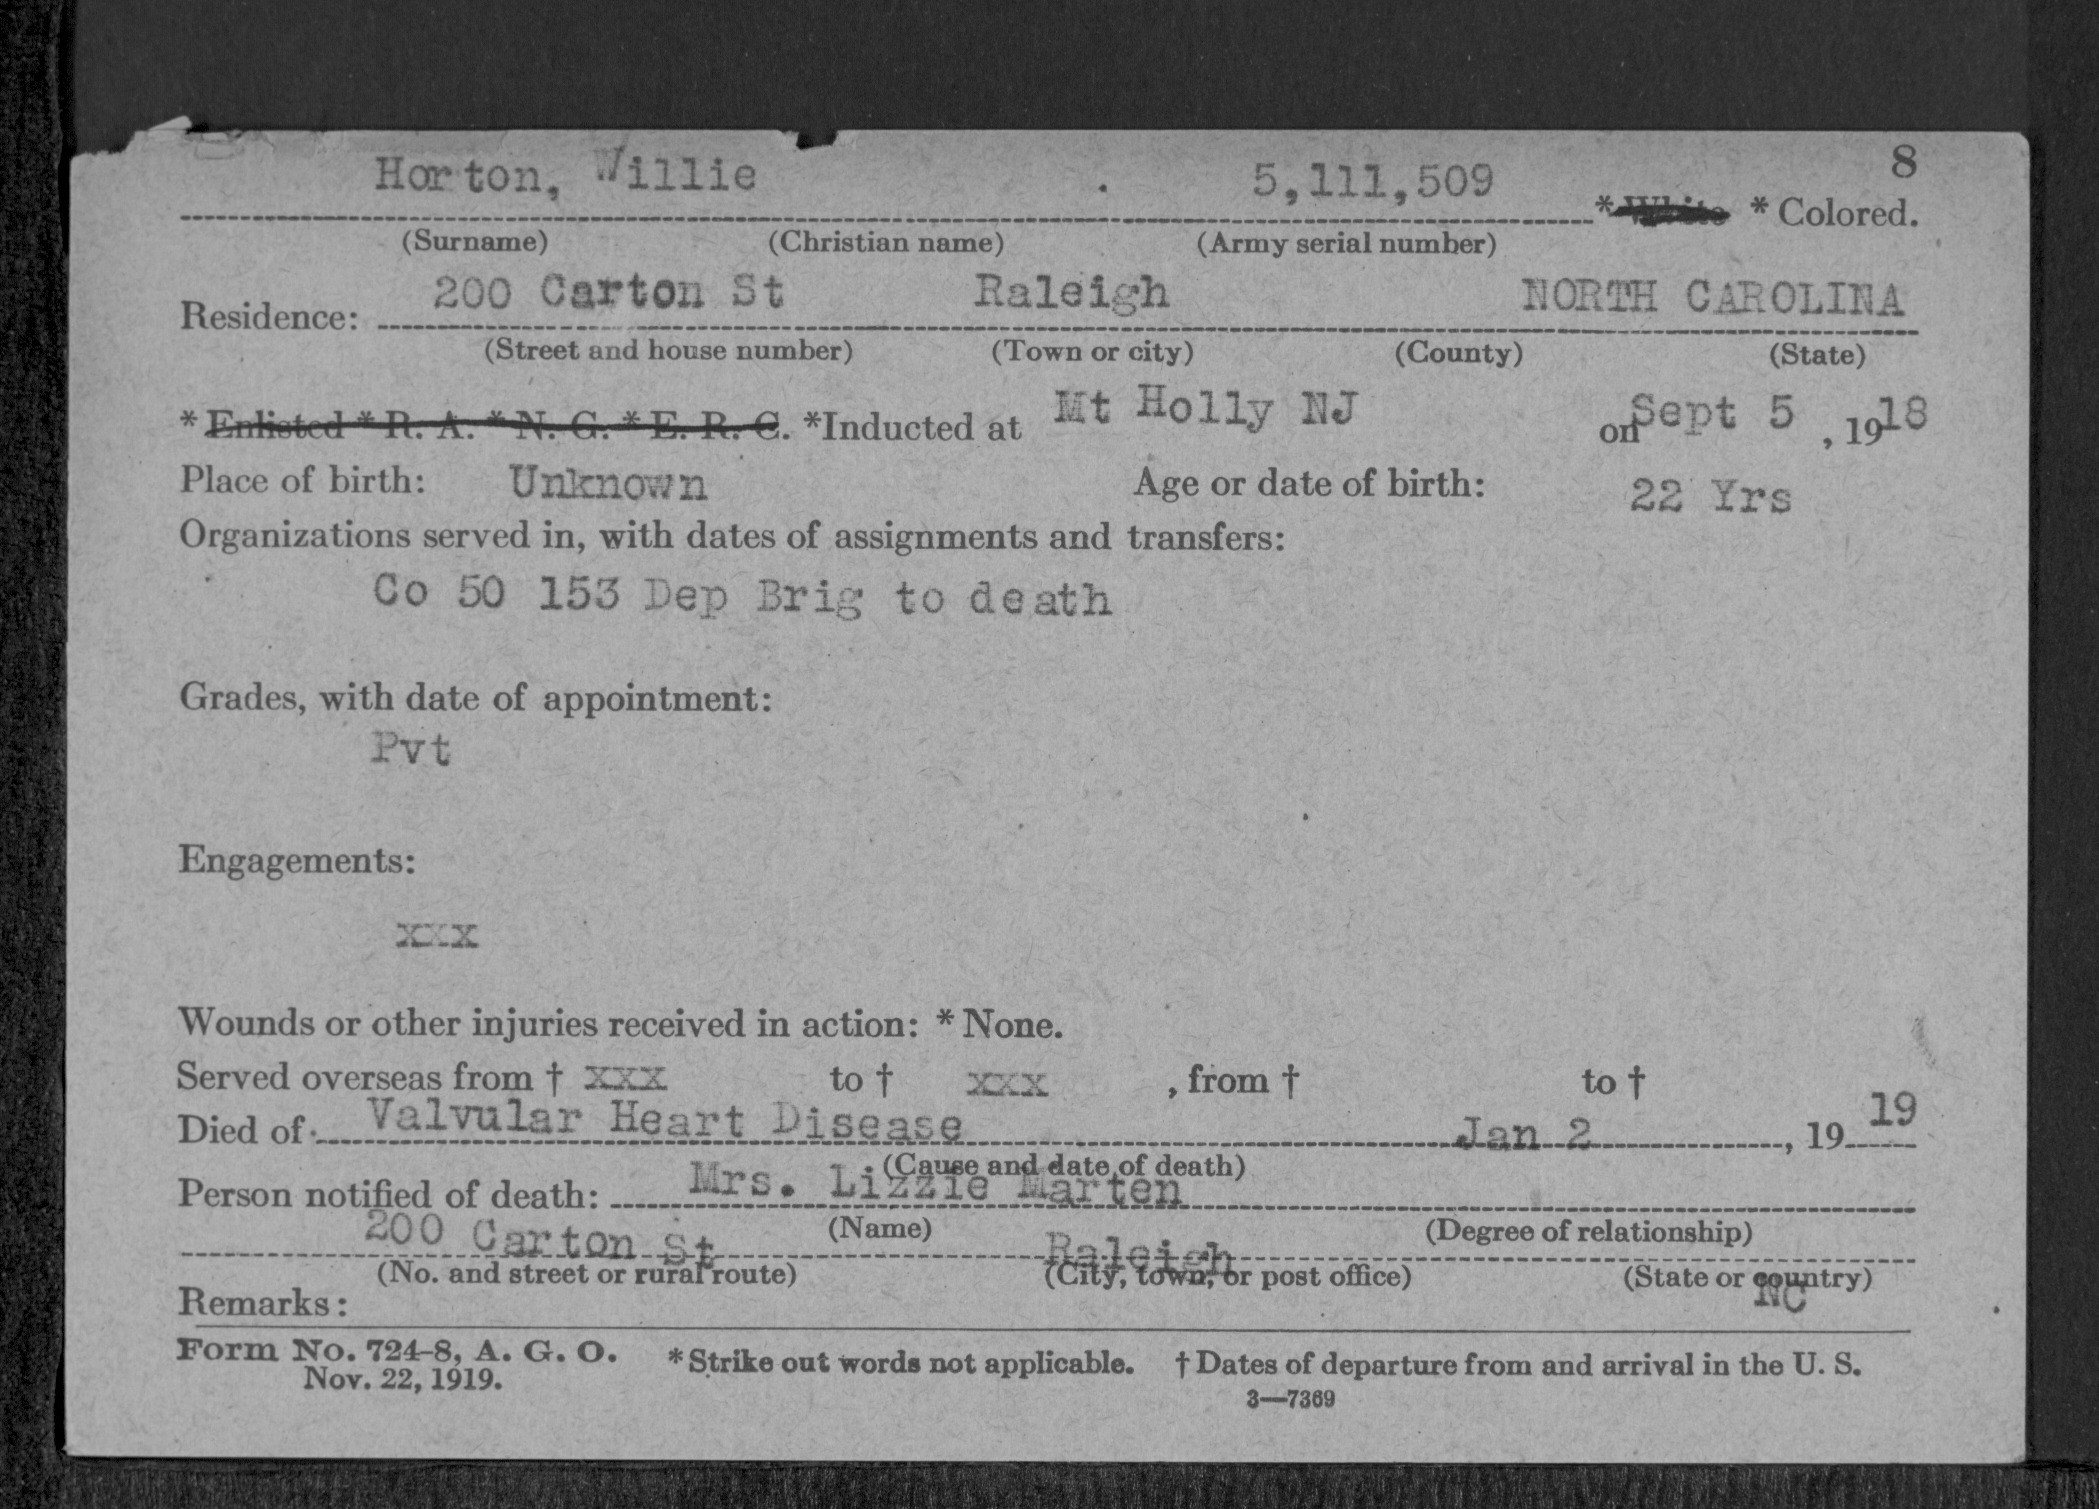 8
Horton, Willie . 5,111,509 * White * Colored.
(Surname) (Christian name) (Army serial number)
Residence: 200 Carton St Raleigh NORTH CAROLINA
(Street and house number) (Town or city) (County) (State)
* Enlisted * R. A. * N. G. * E. R. C. *Inducted at Mt Holly NJ on Sept 5, 1918
Place of birth: Unknown Age or date of birth: 22 Yrs
Organizations served in, with dates of assignments and transfers:
Co 50 153 Dep Brig to death
Grades, with date of appointment:
Pvt
Engagements:
xxx
Wounds or other injuries received in action: * None.
Served overseas from † xxx to † xxx , from † to †
Died of Valvular Heart Disease Jan 2, 19 19
(Cause and date of death)
Person notified of death: Mrs. Lizzie Marten
(Name) (Degree of relationship)
200 Carton St Raleigh NC
(No. and street or rural route) (City, town, or post office) (State or country)
Remarks:
Form No. 724-8, A. G. O. * Strike out words not applicable. † Dates of departure from and arrival in the U. S.
Nov. 22, 1919.
3—7369